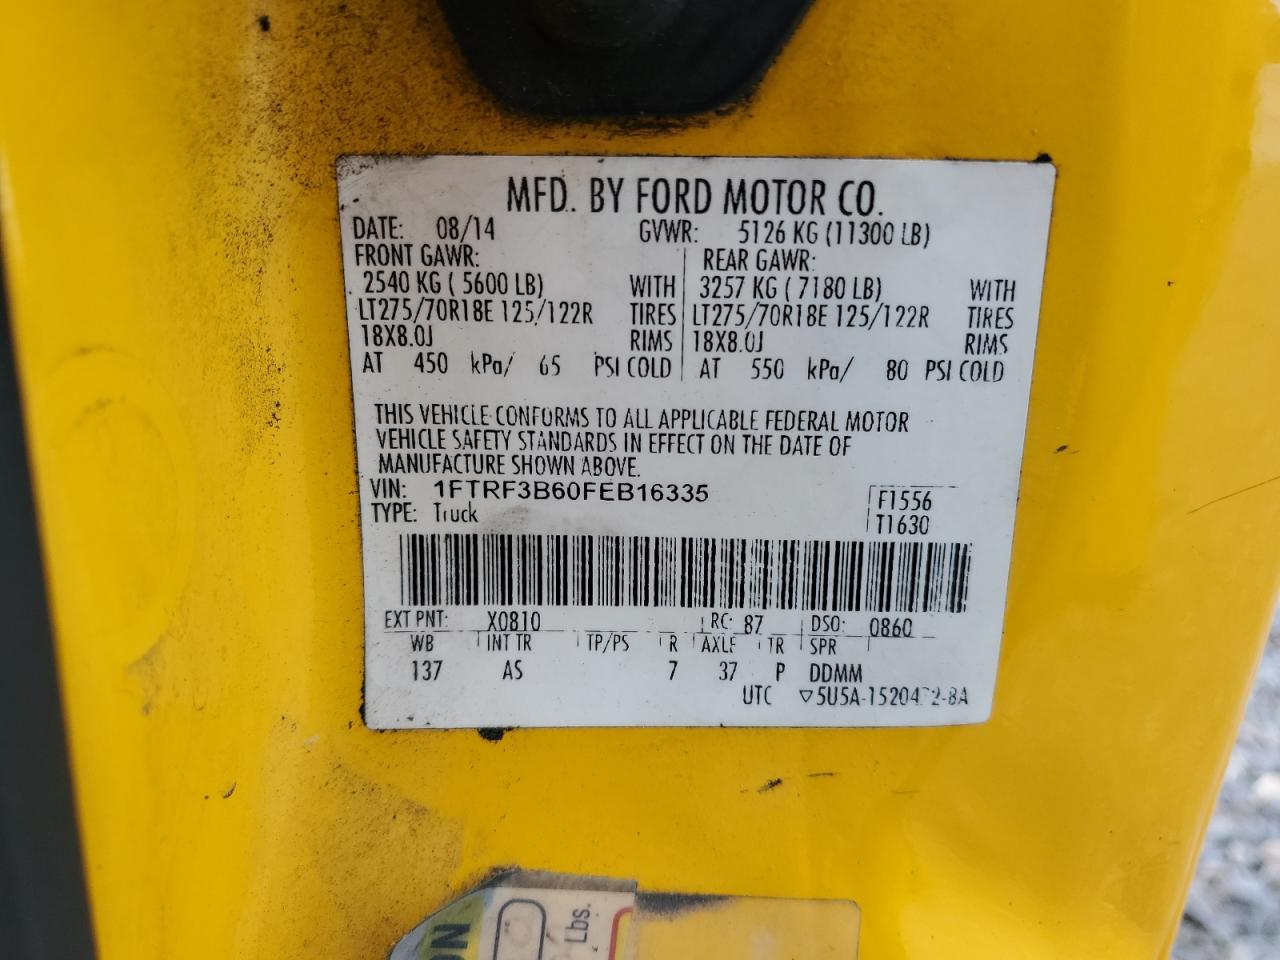 MFD. BY FORD MOTOR CO.
DATE: 08/14 GVWR: 5126 KG (11300 LB)
FRONT GAWR: REAR GAWR:
2540 KG ( 5600 LB) WITH 3257 KG ( 7180 LB) WITH
LT275/70R18E 125/122R TIRES LT275/70R18E 125/122R TIRES
18X8.0J RIMS 18X8.0J RIMS
AT 450 kPa/ 65 PSI COLD AT 550 kPa/ 80 PSI COLD
THIS VEHICLE CONFORMS TO ALL APPLICABLE FEDERAL MOTOR
VEHICLE SAFETY STANDARDS IN EFFECT ON THE DATE OF
MANUFACTURE SHOWN ABOVE.
VIN: 1FTRF3B60FEB16335 F1556
TYPE: Truck T1630
EXT PNT: X0810 RC: 87 DSO: 0860
WB INT TR TP/PS R AXLE TR SPR
137 AS 7 37 P DDMM
UTC
Lbs.